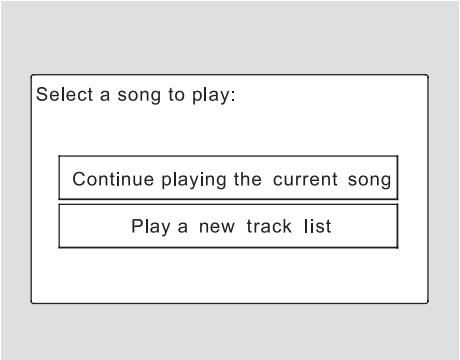 Select a song to play:
Continue playing the current song
Play a new track list